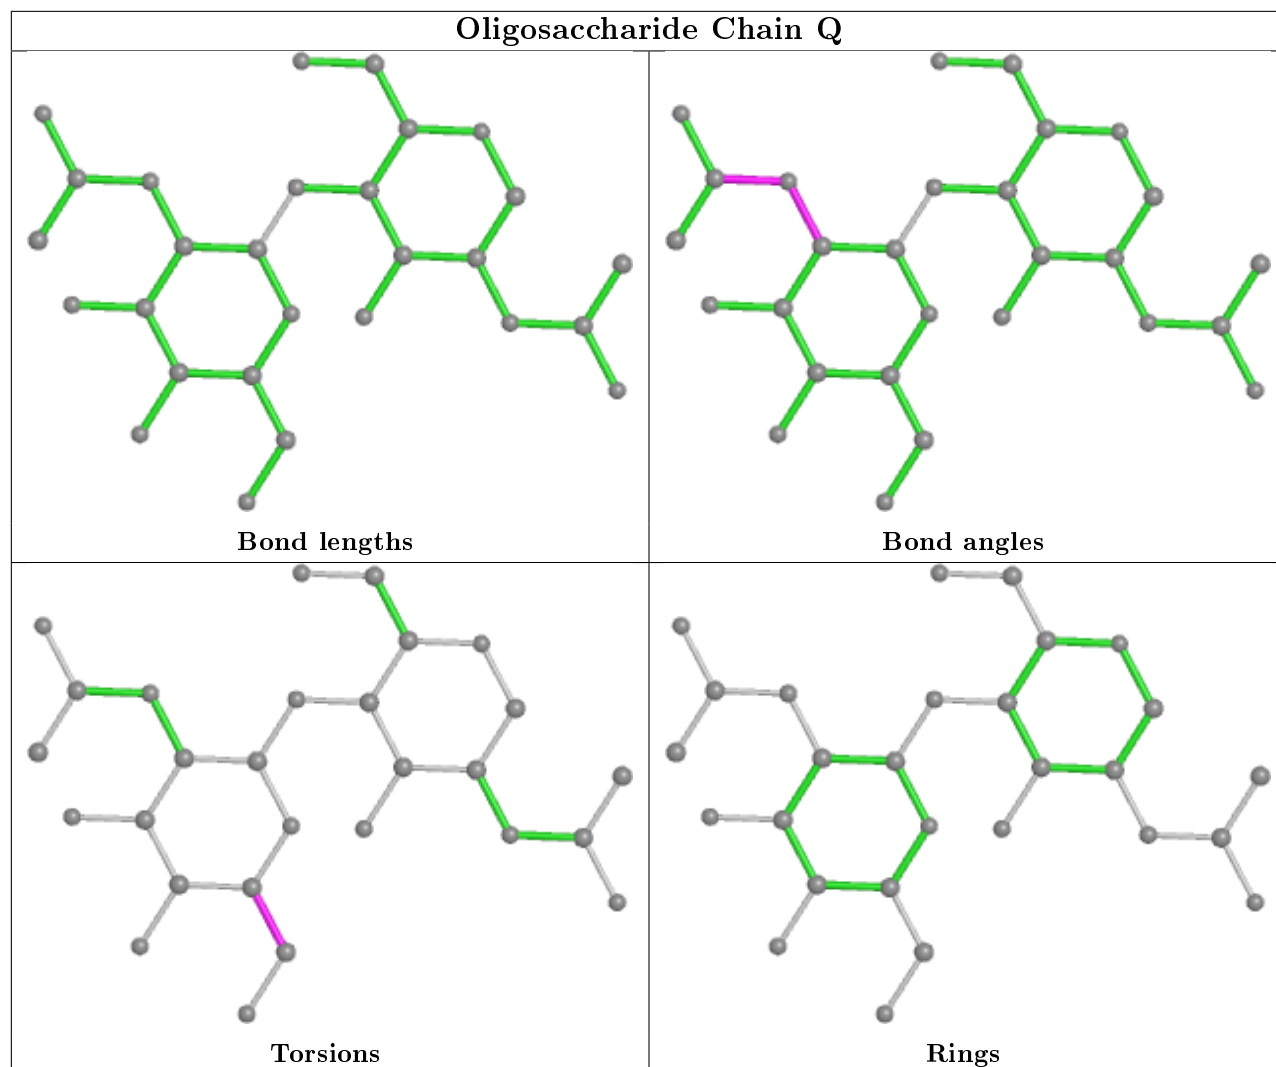 Oligosaccharide Chain Q
Bond lengths
Bond angles
Torsions
Rings